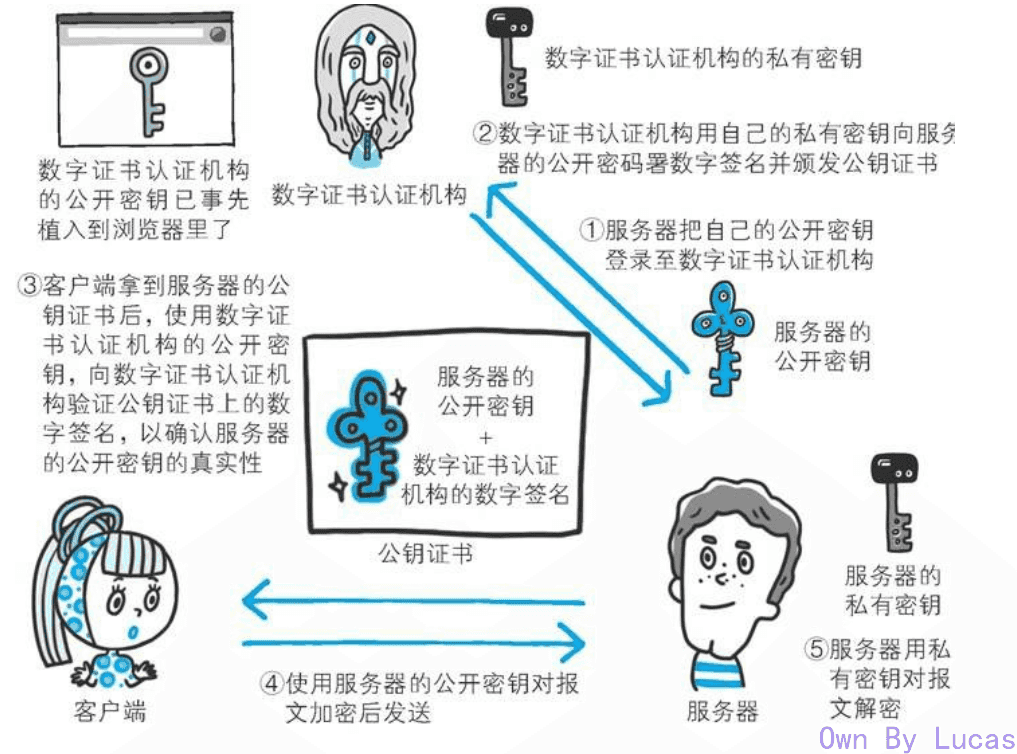 数字证书认证机构
的公开密钥已事先
植入到浏览器里了
数字证书认证机构
数字证书认证机构的私有密钥
②数字证书认证机构用自己的私有密钥向服务
器的公开密码署数字签名并颁发公钥证书
①服务器把自己的公开密钥
登录至数字证书认证机构
服务器的
公开密钥
③客户端拿到服务器的公
钥证书后，使用数字证
书认证机构的公开密
钥，向数字证书认证机
构验证公钥证书上的数
字签名，以确认服务器
的公开密钥的真实性
服务器的
公开密钥
+
数字证书认证
机构的数字签名
公钥证书
客户端
④使用服务器的公开密钥对报
文加密后发送
服务器
服务器的
私有密钥
⑤服务器用私
有密钥对报
文解密
Own By Lucas